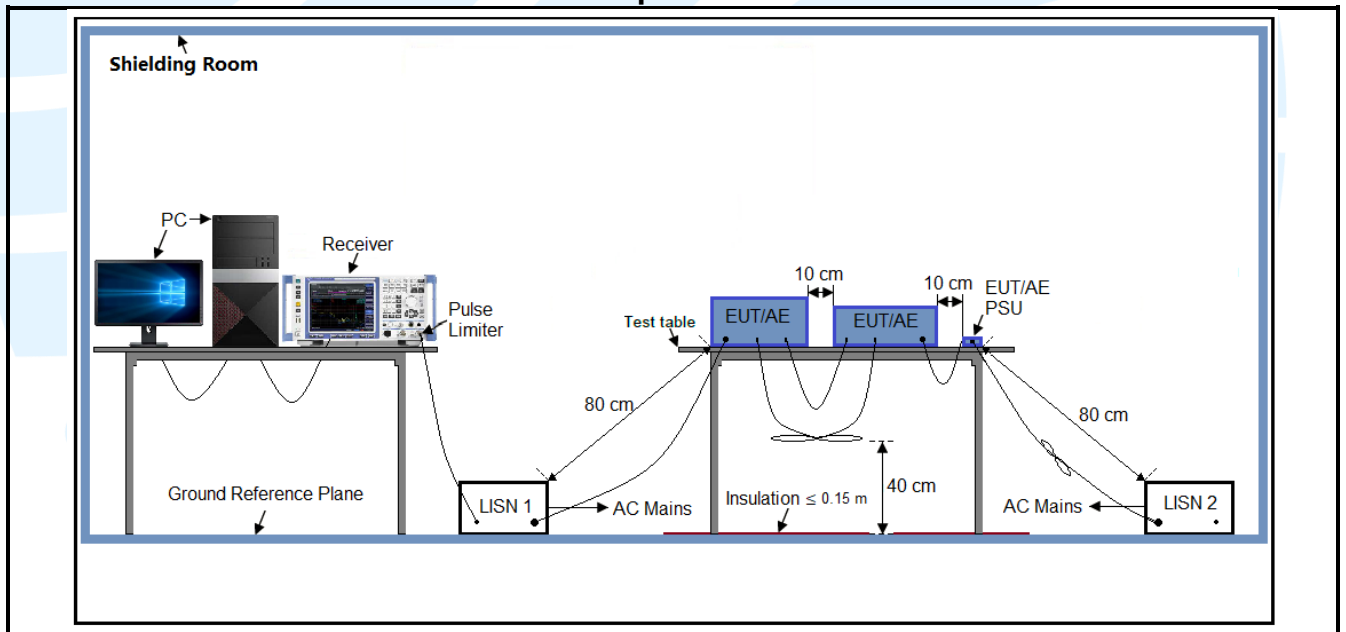 Shielding Room
PC
Receiver
Pulse
Limiter
10 cm
10 cm
EUT/AE
PSU
Test table
EUT/AE
EUT/AE
80 cm
80 cm
40 cm
Ground Reference Plane
LISN 1
AC Mains
Insulation ≤ 0.15 m
AC Mains
LISN 2